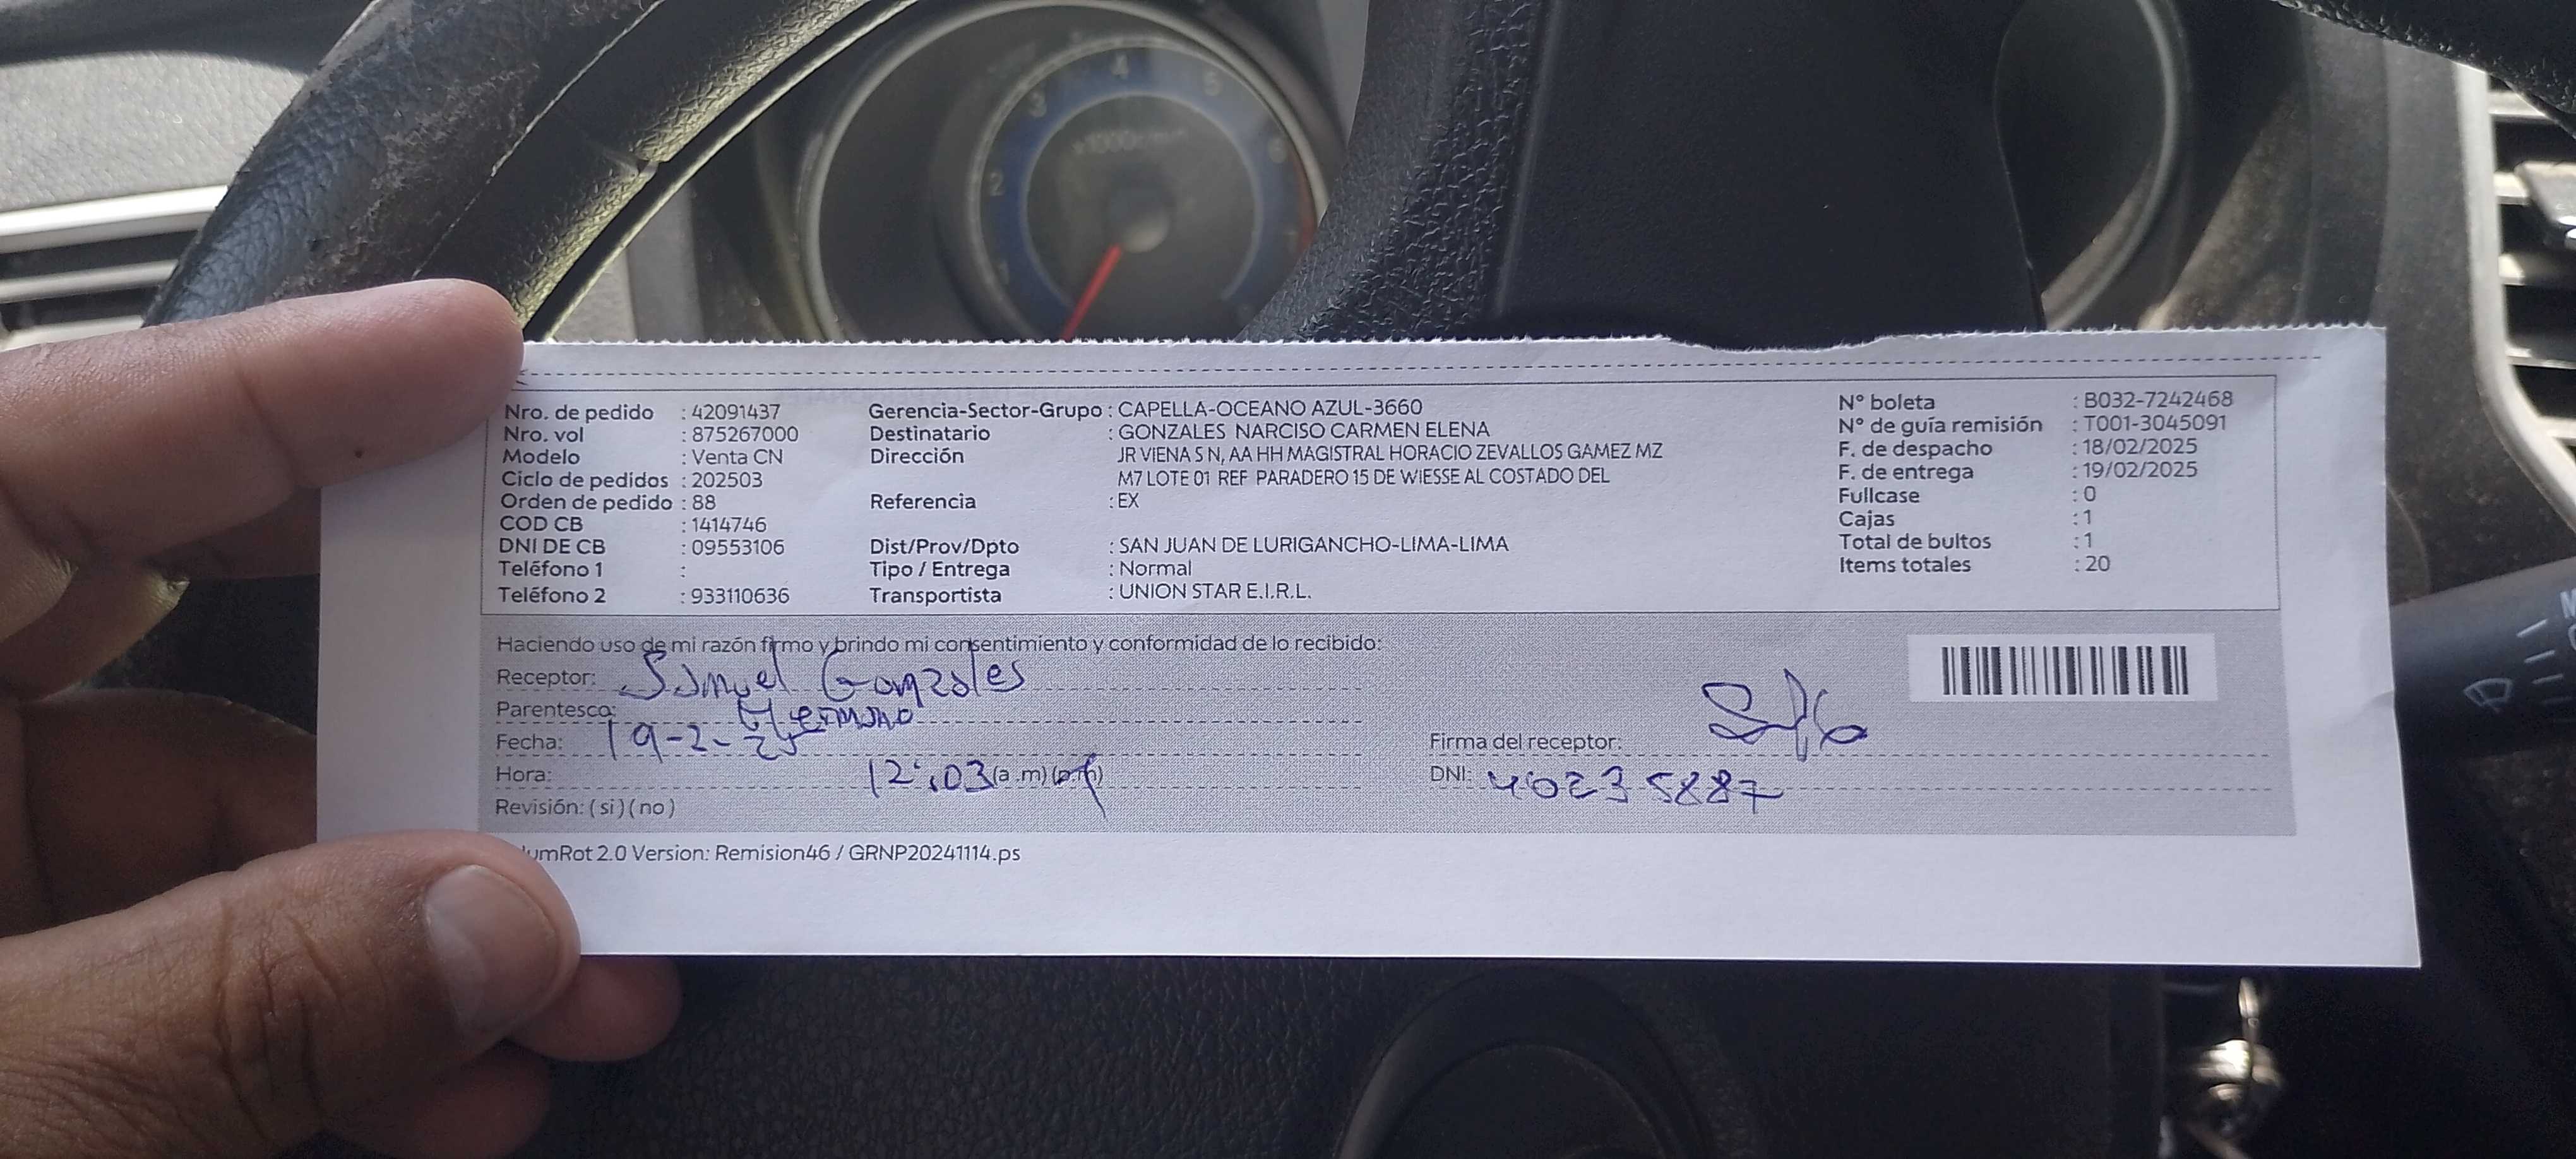 Nro. de pedido : 42091437
Nro. vol : 875267000
Modelo : Venta CN
Ciclo de pedidos : 202503
Orden de pedido : 88
COD CB : 1414746
DNI DE CB : 09553106
Teléfono 1 :
Teléfono 2 : 933110636
Gerencia-Sector-Grupo : CAPELLA-OCEANO AZUL-3660
Destinatario : GONZALES NARCISO CARMEN ELENA
Dirección JR VIENA S N, AA HH MAGISTRAL HORACIO ZEVALLOS GAMEZ MZ
M7 LOTE 01 REF PARADERO 15 DE WIESSE AL COSTADO DEL
Referencia : EX
Dist/Prov/Dpto : SAN JUAN DE LURIGANCHO-LIMA-LIMA
Tipo / Entrega : Normal
Transportista : UNION STAR E.I.R.L.
N° boleta : B032-7242468
N° de guía remisión : T001-3045091
F. de despacho : 18/02/2025
F. de entrega : 19/02/2025
Fullcase : 0
Cajas : 1
Total de bultos : 1
Items totales : 20
Haciendo uso de mi razón firmo y brindo mi consentimiento y conformidad de lo recibido:
Receptor: Samuel Gonzales
Parentesco: Hermano
Fecha: 19-2-25
Hora: 12:03 (a .m) (p.m)
Revisión: ( si ) ( no )
Firma del receptor:
DNI: 40235887
umRot 2.0 Version: Remision46 / GRNP20241114.ps
1
2
3
4
5
6